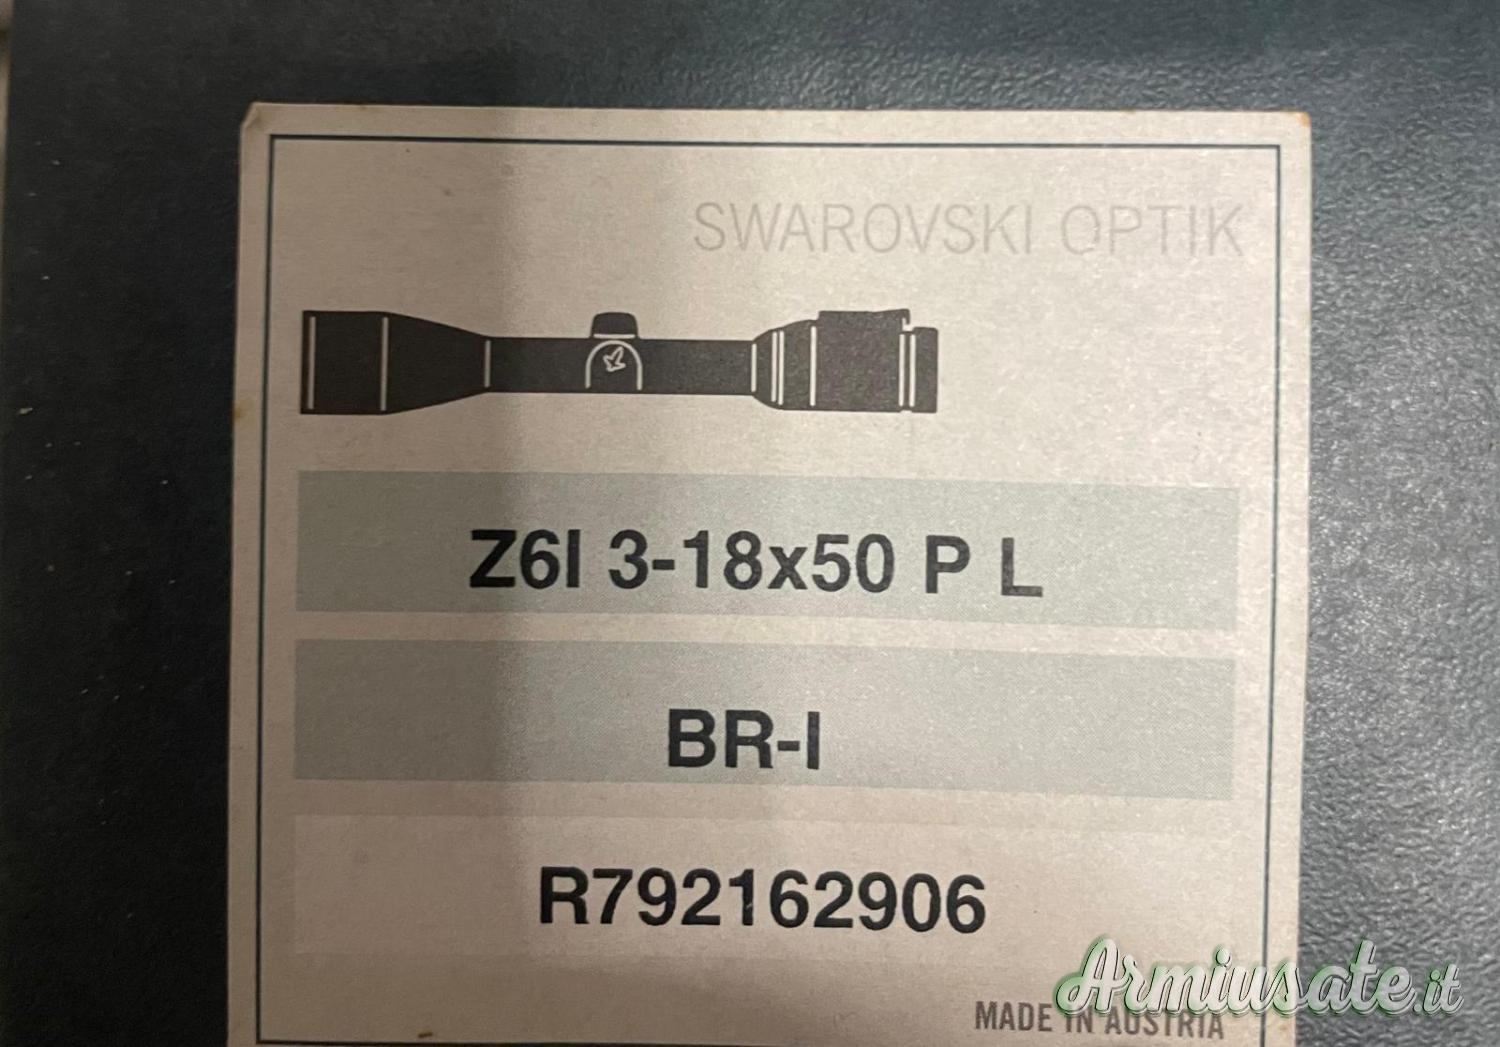 SWAROVSKI OPTIK
Z6I 3-18x50 P L
BR-I
R792162906
MADE IN AUSTRIA
Armiusate.it